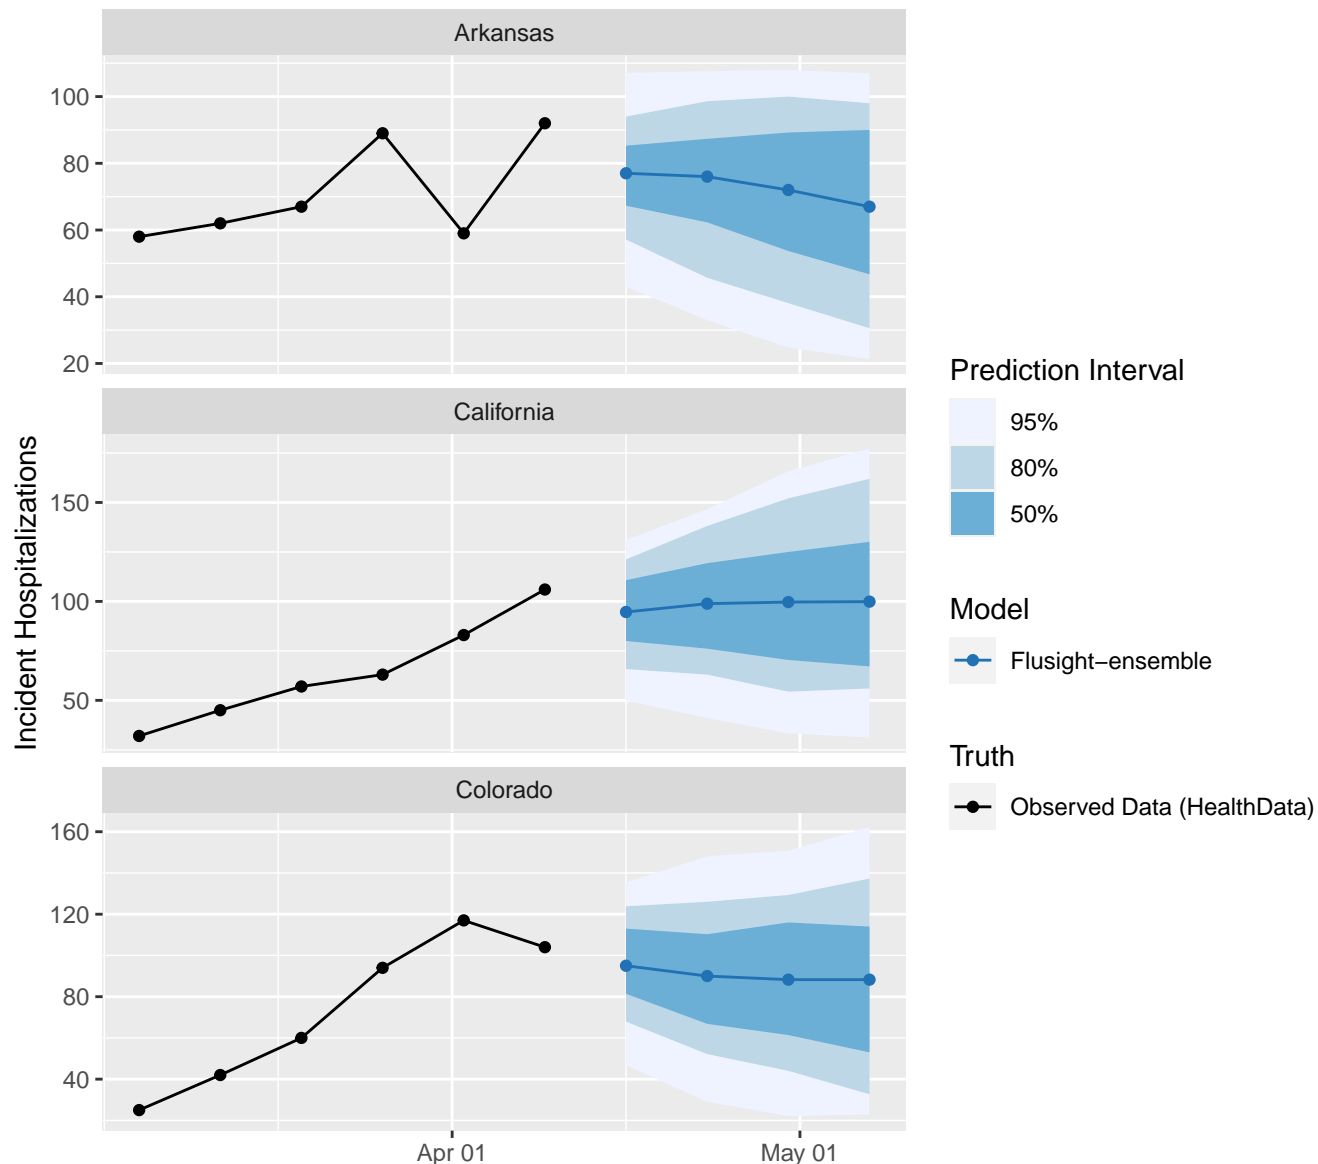 Arkansas
100
80
60
40
20
California
150
100
50
Colorado
160
120
80
40
Apr 01
May 01
Incident Hospitalizations
Prediction Interval
95%
80%
50%
Model
Flusight−ensemble
Truth
Observed Data (HealthData)